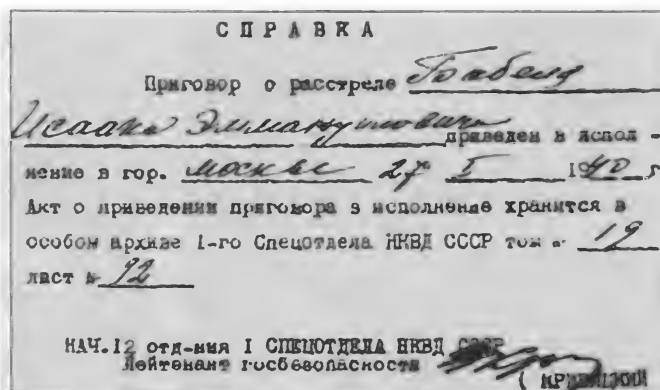 СПРАВКА
Приговор о расстреле
Исаака Эммануиловича приведен в испол -
нение в гор. Москве 27 I 1940 г
Акт о приведении приговора в исполнение хранится в
особом архиве 1-го Спецотдела НКВД СССР том № 19
лист № 92
НАЧ.12 отд-ния I СПЕЦОТДЕЛА НКВД СССР
Лейтенант госбезопасности